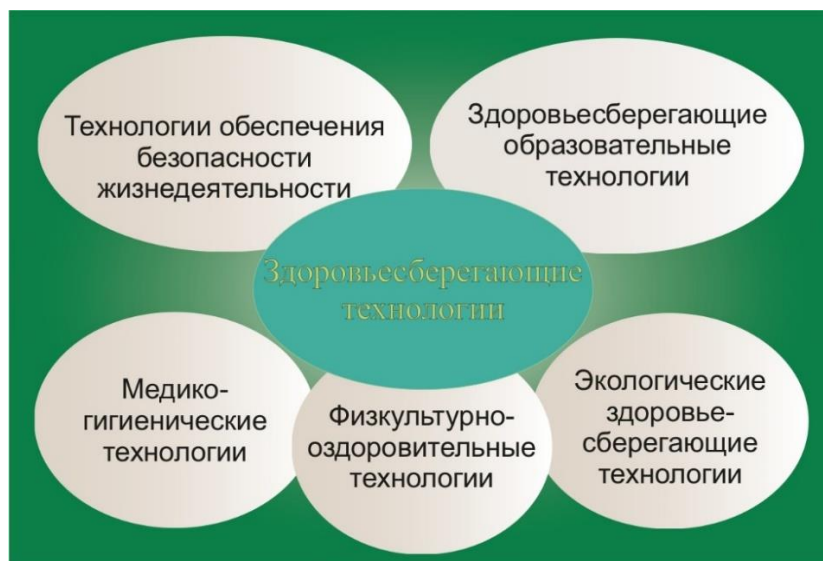 Технологии обеспечения
безопасности
жизнедеятельности
Здоровьесберегающие
образовательные
технологии
Здоровьесберегающие
технологии
Медико-
гигиенические
технологии
Физкультурно-
оздоровительные
технологии
Экологические
здоровье-
сберегающие
технологии